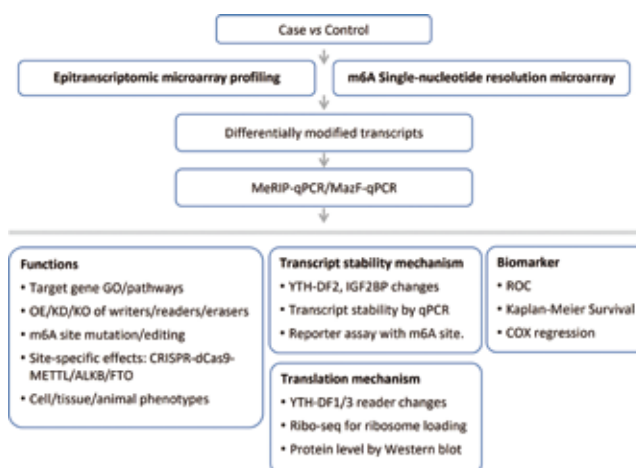 Case vs Control
Epitranscriptomic microarray profiling
m6A Single-nucleotide resolution microarray
Differentially modified transcripts
MeRIP-qPCR/MazF-qPCR
Functions
• Target gene GO/pathways
• OE/KD/KO of writers/readers/erasers
• m6A site mutation/editing
• Site-specific effects: CRISPR-dCas9-
METTL/ALKB/FTO
• Cell/tissue/animal phenotypes
Transcript stability mechanism
• YTH-DF2, IGF2BP changes
• Transcript stability by qPCR
• Reporter assay with m6A site.
Translation mechanism
• YTH-DF1/3 reader changes
• Ribo-seq for ribosome loading
• Protein level by Western blot
Biomarker
• ROC
• Kaplan-Meier Survival
• COX regression